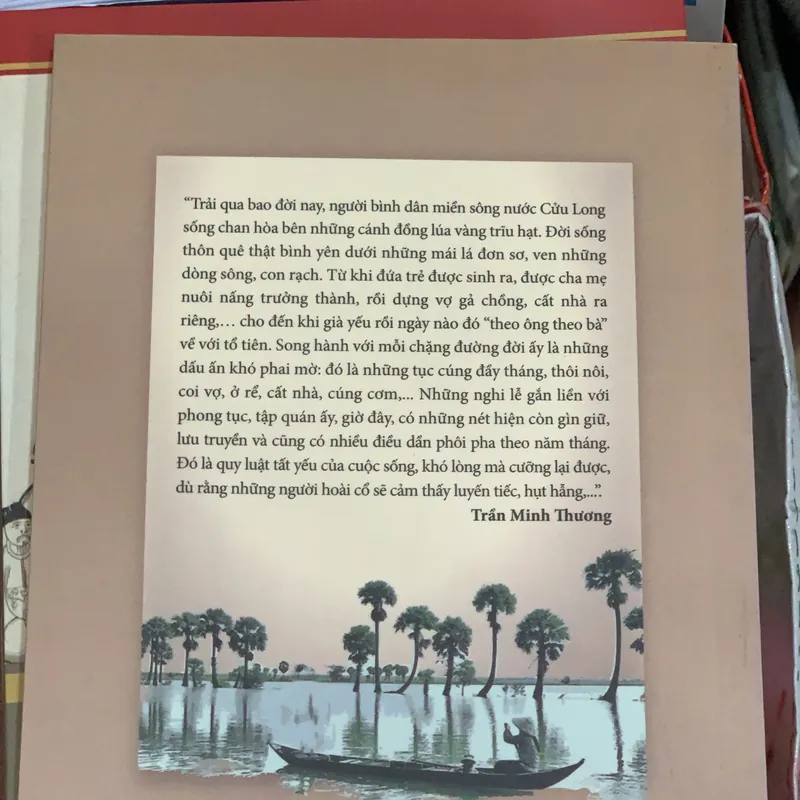 “Trải qua bao đời nay, người bình dân miền sông nước Cửu Long
sống chan hòa bên những cánh đồng lúa vàng trĩu hạt. Đời sống
thôn quê thật bình yên dưới những mái lá đơn sơ, ven những
dòng sông, con rạch. Từ khi đứa trẻ được sinh ra, được cha mẹ
nuôi nấng trưởng thành, rồi dựng vợ gả chồng, cất nhà ra
riêng,... cho đến khi già yếu rồi ngày nào đó “theo ông theo bà”
về với tổ tiên. Song hành với mỗi chặng đường đời ấy là những
dấu ấn khó phai mờ: đó là những tục cúng đầy tháng, thôi nôi,
coi vợ, ở rể, cất nhà, cúng cơm,... Những nghi lễ gắn liền với
phong tục, tập quán ấy, giờ đây, có những nét hiện còn gìn giữ,
lưu truyền và cũng có nhiều điều dần phôi pha theo năm tháng.
Đó là quy luật tất yếu của cuộc sống, khó lòng mà cưỡng lại được,
dù rằng những người hoài cổ sẽ cảm thấy luyến tiếc, hụt hẫng,...”.
Trần Minh Thương